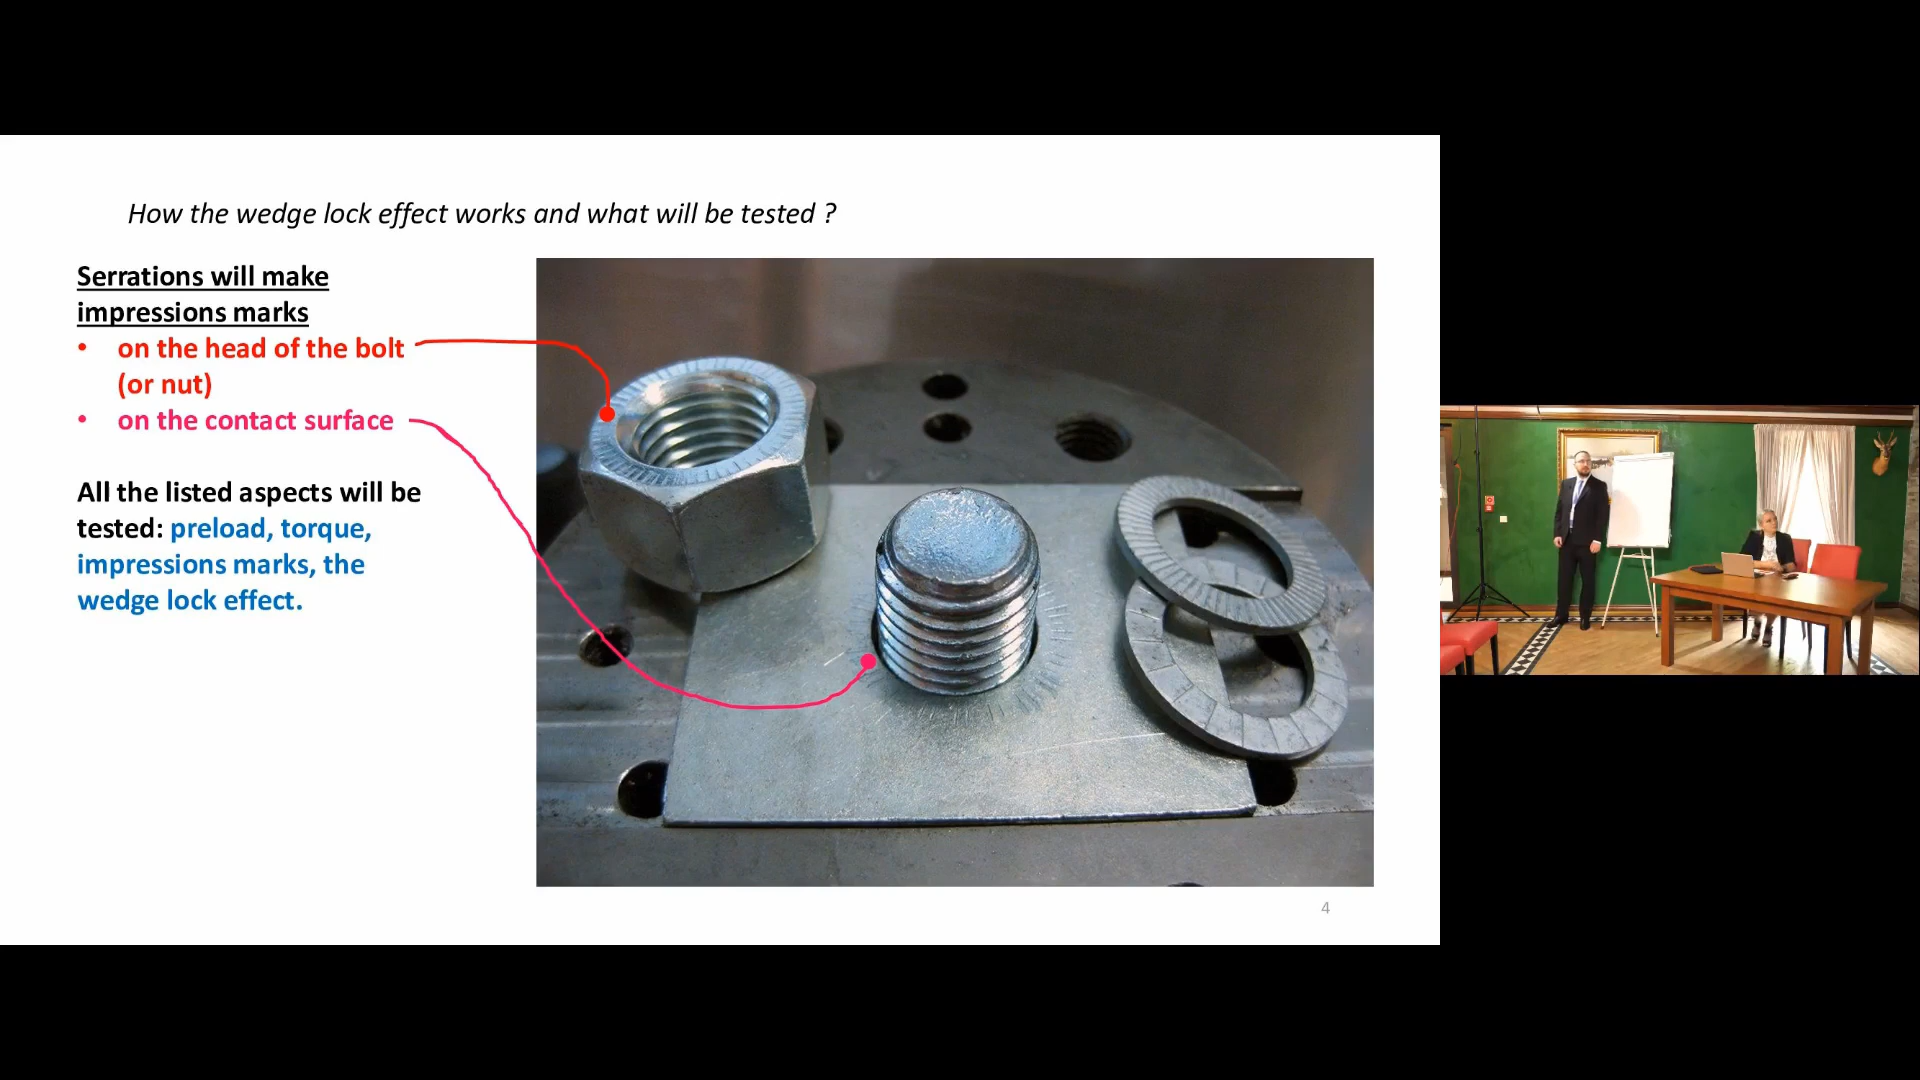 How the wedge lock effect works and what will be tested ?
Serrations will make
impressions marks
• on the head of the bolt
(or nut)
• on the contact surface
All the listed aspects will be
tested: preload, torque,
impressions marks, the
wedge lock effect.
4